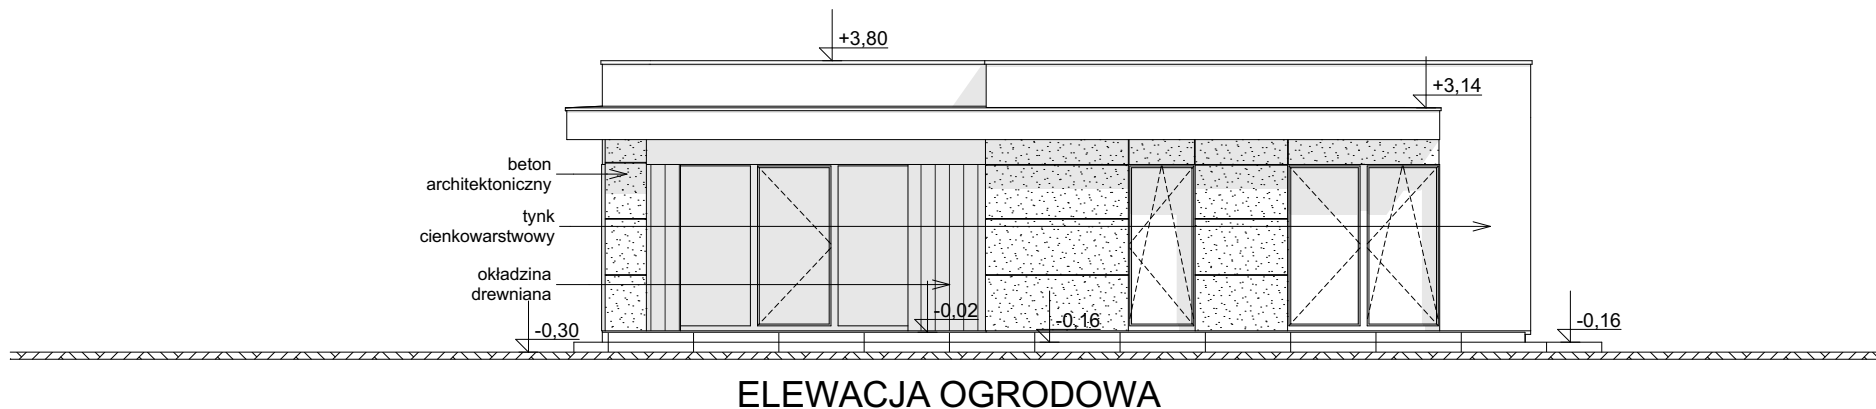 +3,80
+3,14
beton
architektoniczny
tynk
cienkowarstwowy
okładzina
drewniana
-0,02
-0,16
-0,16
-0,30
ELEWACJA OGRODOWA